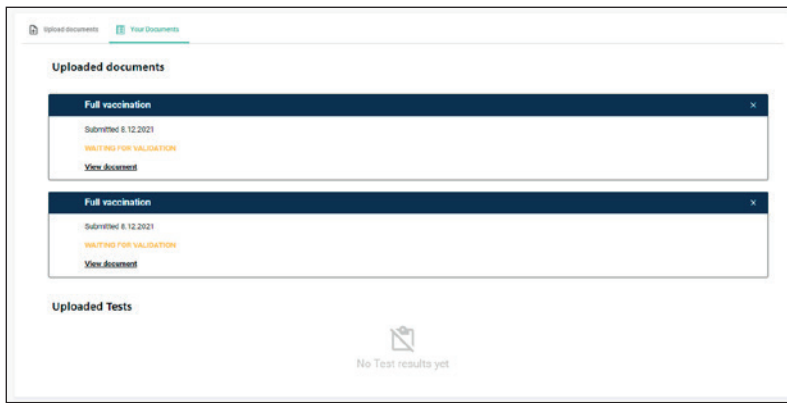 Upload documents
Your Documents
Uploaded documents
Full vaccination
Submitted 8.12.2021
WAITING FOR VALIDATION
View document
Full vaccination
Submitted 8.12.2021
WAITING FOR VALIDATION
View document
Uploaded Tests
No Test results yet